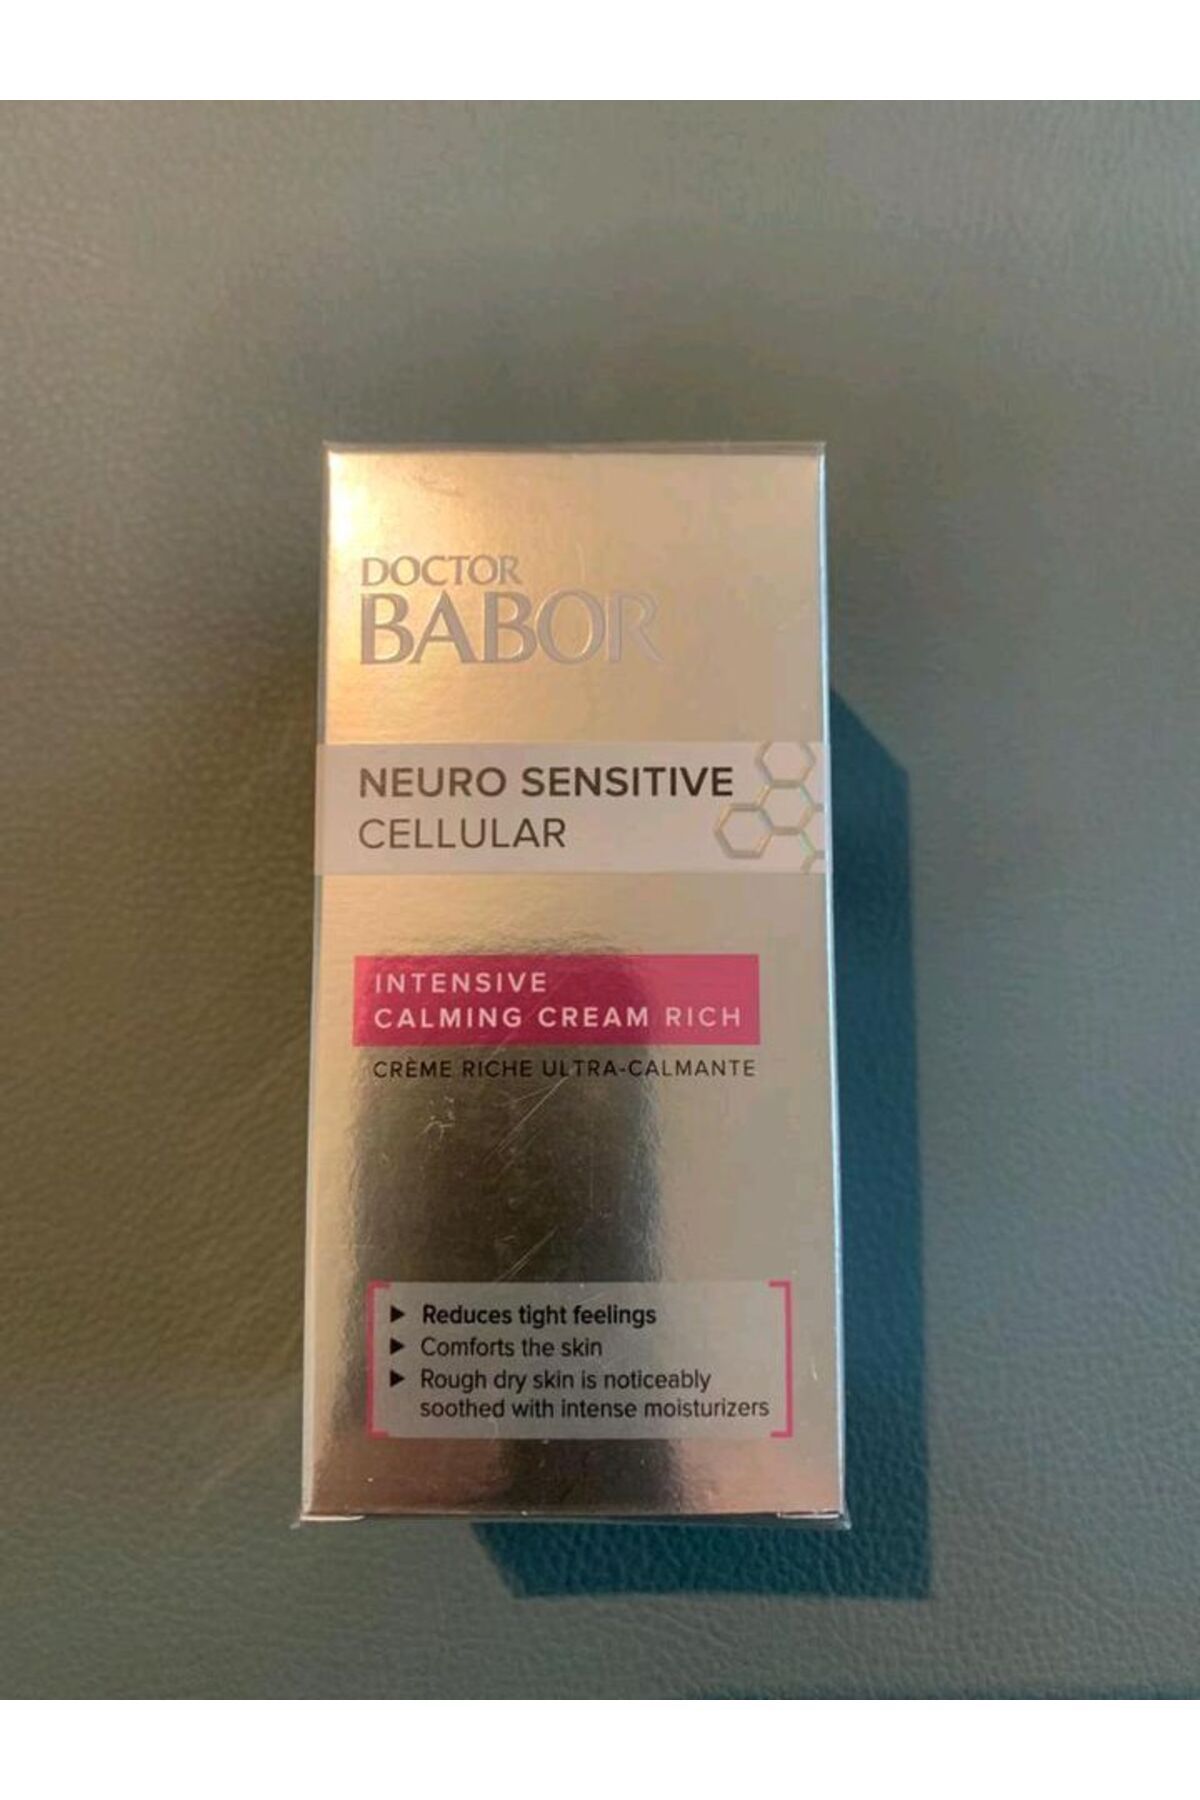 DOCTOR
BABOR
NEURO SENSITIVE
CELLULAR
INTENSIVE
CALMING CREAM RICH
CRÈME RICHE ULTRA-CALMANTE
▶ Reduces tight feelings
▶ Comforts the skin
▶ Rough dry skin is noticeably
soothed with intense moisturizers